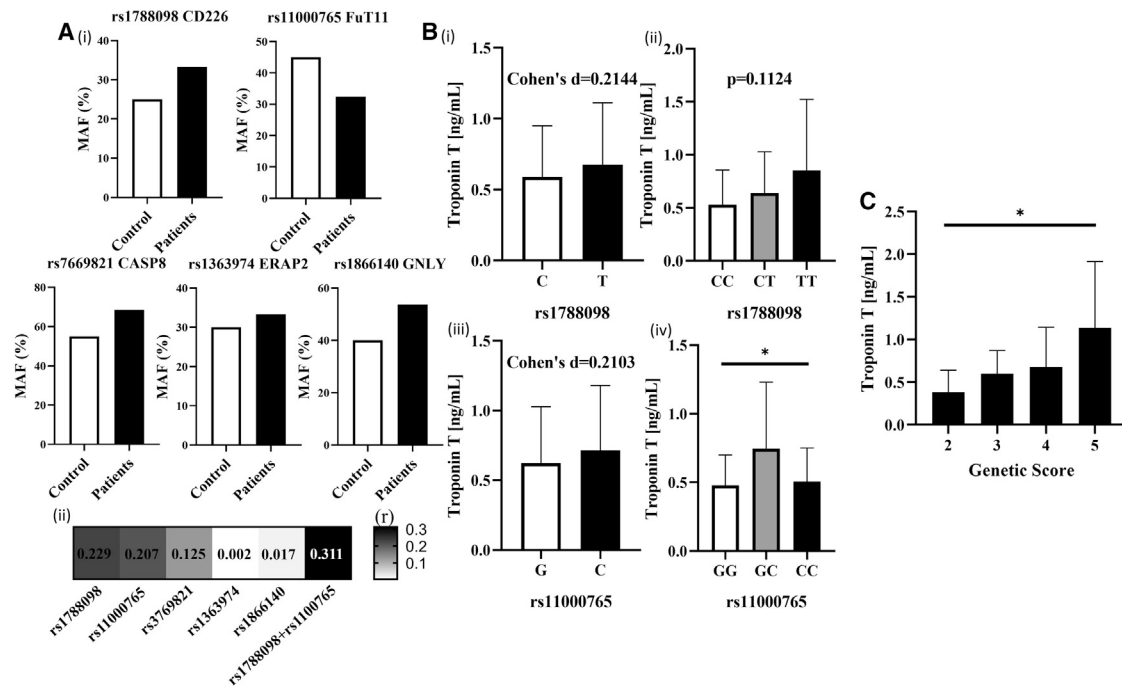 A
(i)
rs1788098 CD226
MAF (%)
40
30
20
10
0
Control
Patients
rs11000765 FuT11
MAF (%)
50
40
30
20
10
0
Control
Patients
rs7669821 CASP8
MAF (%)
80
60
40
20
0
Control
Patients
rs1363974 ERAP2
MAF (%)
40
30
20
10
0
Control
Patients
rs1866140 GNLY
MAF (%)
60
40
20
0
Control
Patients
(ii)
0.229 0.207 0.125 0.002 0.017 0.311
rs1788098
rs11000765
rs3769821
rs1363974
rs1866140
rs1788098+rs1100765
(r)
0.3
0.2
0.1
B
(i)
Cohen's d=0.2144
Troponin T [ng/mL]
1.5
1.0
0.5
0.0
C T
rs1788098
(ii)
p=0.1124
Troponin T [ng/mL]
2.0
1.5
1.0
0.5
0.0
CC CT TT
rs1788098
(iii)
Cohen's d=0.2103
Troponin T [ng/mL]
1.5
1.0
0.5
0.0
G C
rs11000765
(iv)
*
Troponin T [ng/mL]
1.5
1.0
0.5
0.0
GG GC CC
rs11000765
C
*
Troponin T [ng/mL]
2.5
2.0
1.5
1.0
0.5
0.0
2 3 4 5
Genetic Score